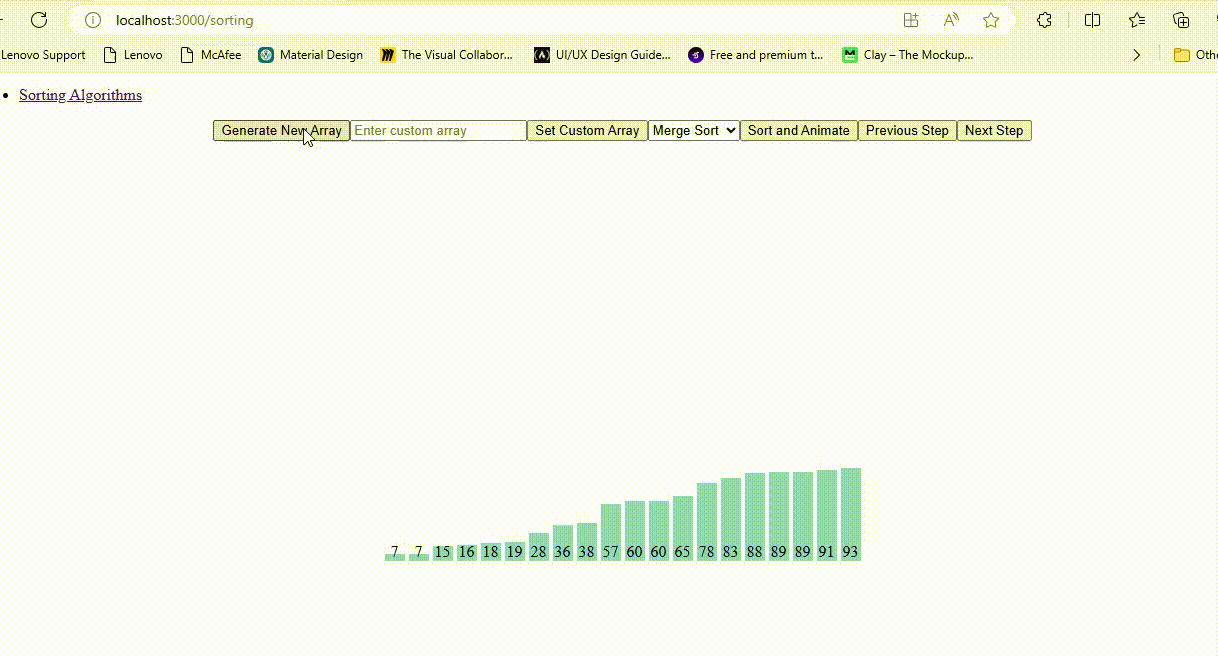 localhost:3000/sorting
Lenovo Support Lenovo McAfee Material Design The Visual Collabor... UI/UX Design Guide... Free and premium t... Clay – The Mockup...
Sorting Algorithms
Generate New Array Enter custom array Set Custom Array Merge Sort Sort and Animate Previous Step Next Step
7 7 15 16 18 19 28 36 38 57 60 60 65 78 83 88 89 89 91 93